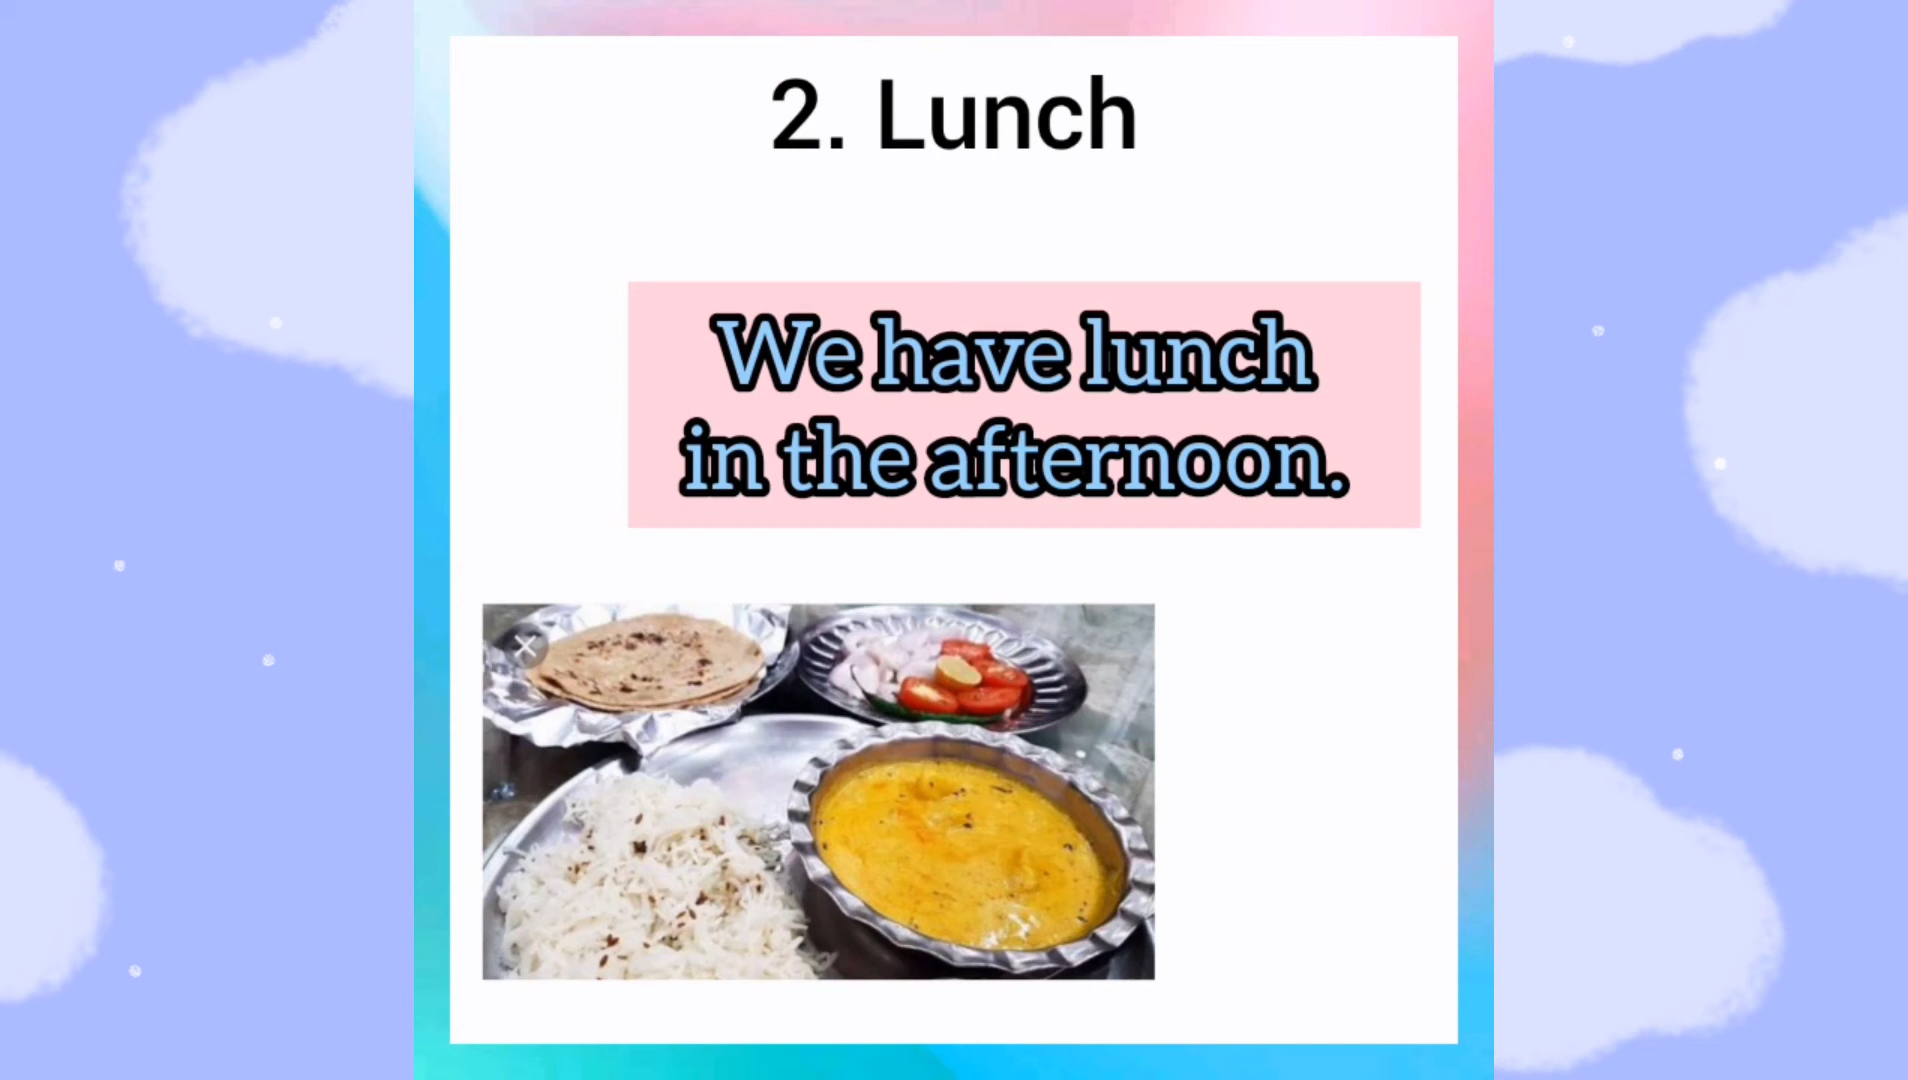 2. Lunch
We have lunch
in the afternoon.